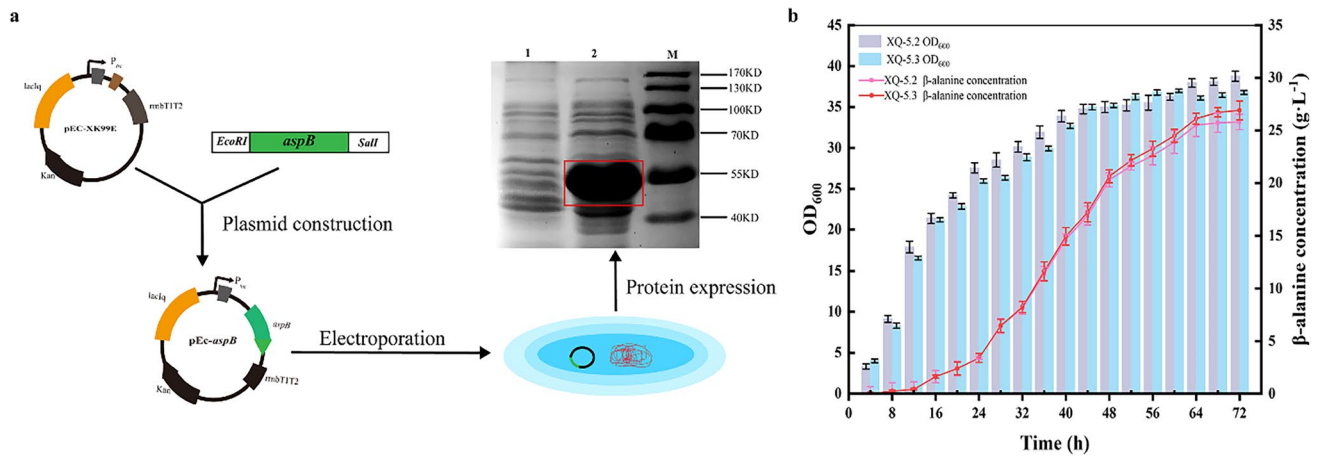 a
P trc
lacIq
rrnbT1T2
pEC-XK99E
Kan
EcoRI aspB SalI
Plasmid construction
P trc
lacIq
aspB
pEc-aspB
Kan
rrnbT1T2
Electroporation
1 2 M
170KD
130KD
100KD
70KD
55KD
40KD
Protein expression
b
XQ-5.2 OD600
XQ-5.3 OD600
XQ-5.2 β-alanine concentration
XQ-5.3 β-alanine concentration
OD600
45
40
35
30
25
20
15
10
5
0
β-alanine concentration (g·L-1)
35
30
25
20
15
10
5
0
0 8 16 24 32 40 48 56 64 72
Time (h)